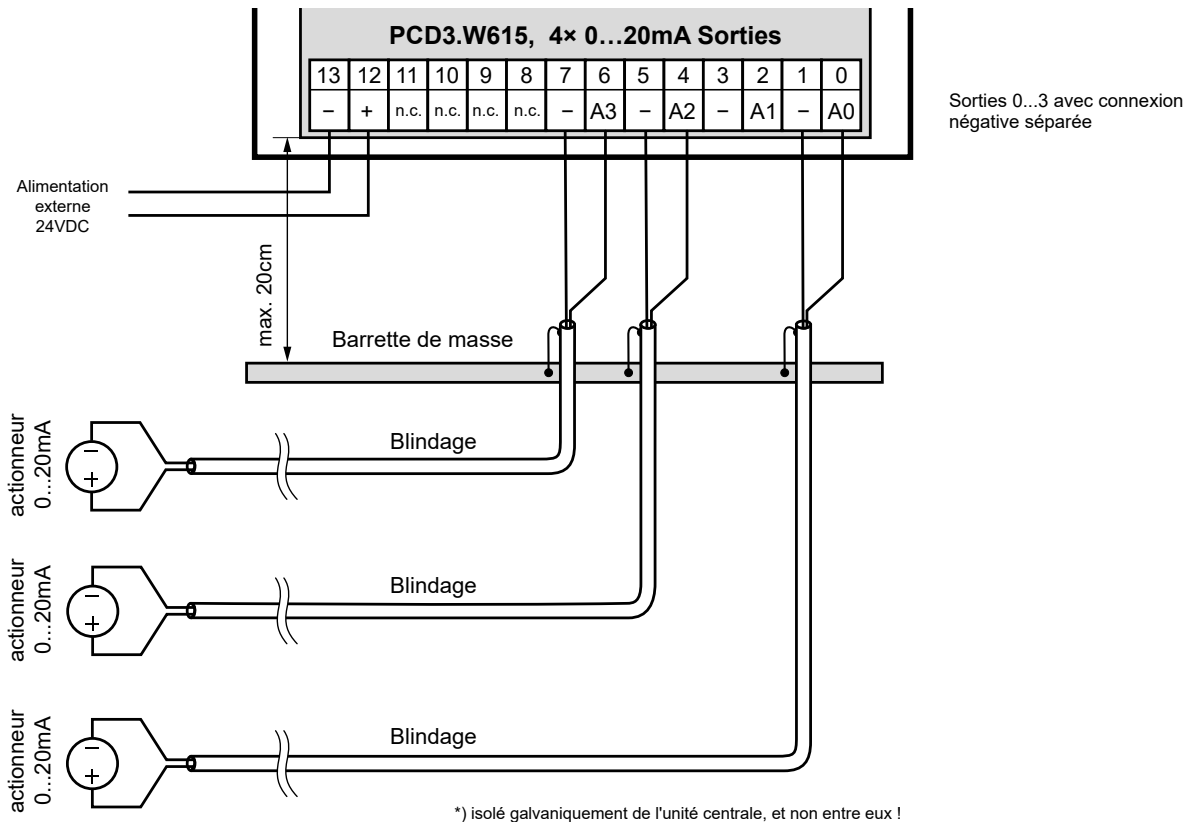 PCD3.W615, 4× 0...20mA Sorties
13 12 11 10 9 8 7 6 5 4 3 2 1 0
− + n.c. n.c. n.c. n.c. − A3 − A2 − A1 − A0
Sorties 0...3 avec connexion
négative séparée
Alimentation
externe
24VDC
max. 20cm
Barrette de masse
actionneur
0...20mA
−
+
Blindage
actionneur
0...20mA
−
+
Blindage
actionneur
0...20mA
−
+
Blindage
*) isolé galvaniquement de l'unité centrale, et non entre eux !